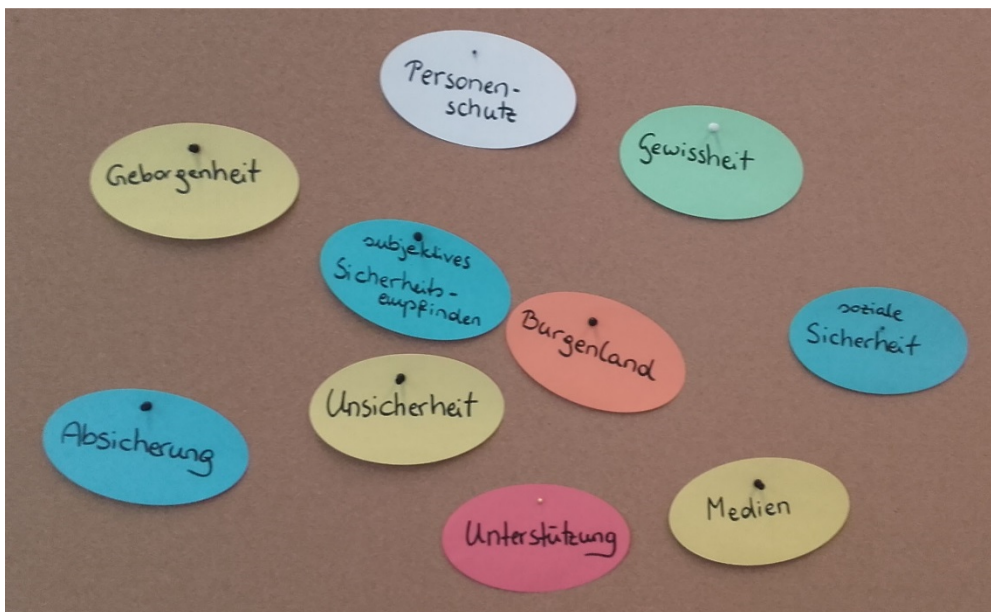 Personen-
schutz
Gewissheit
Geborgenheit
subjektives
Sicherheits-
empfinden
Burgenland
soziale
Sicherheit
Unsicherheit
Absicherung
Medien
Unterstützung